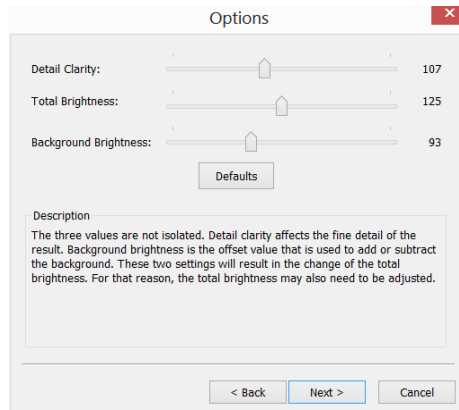 Options
Detail Clarity: 107
Total Brightness: 125
Background Brightness: 93
Defaults
Description
The three values are not isolated. Detail clarity affects the fine detail of the
result. Background brightness is the offset value that is used to add or subtract
the background. These two settings will result in the change of the total
brightness. For that reason, the total brightness may also need to be adjusted.
< Back Next > Cancel